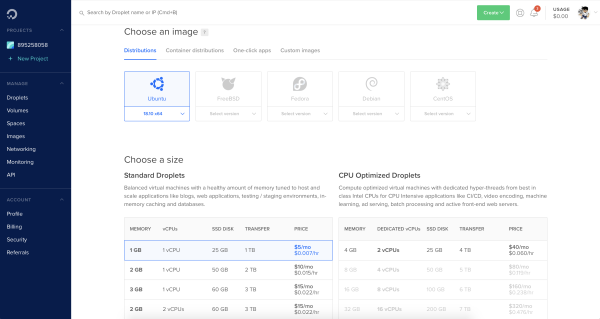 Search by Droplet name or IP (Cmd+B)
Create
USAGE
$0.00
PROJECTS
895258058
+ New Project
MANAGE
Droplets
Volumes
Spaces
Images
Networking
Monitoring
API
ACCOUNT
Profile
Billing
Security
Referrals
Choose an image ?
Distributions Container distributions One-click apps Custom images
Ubuntu FreeBSD Fedora Debian CentOS
18.10 x64 Select version Select version Select version Select version
Choose a size
Standard Droplets
Balanced virtual machines with a healthy amount of memory tuned to host and
scale applications like blogs, web applications, testing / staging environments, in-
memory caching and databases.
MEMORY vCPUs SSD DISK TRANSFER PRICE
1 GB 1 vCPU 25 GB 1 TB $5/mo
$0.007/hr
2 GB 1 vCPU 50 GB 2 TB $10/mo
$0.015/hr
3 GB 1 vCPU 60 GB 3 TB $15/mo
$0.022/hr
2 GB 2 vCPUs 60 GB 3 TB $15/mo
$0.022/hr
CPU Optimized Droplets
Compute optimized virtual machines with dedicated hyper-threads from best in
class Intel CPUs for CPU intensive applications like CI/CD, video encoding, machine
learning, ad serving, batch processing and active front-end web servers.
MEMORY DEDICATED vCPUs SSD DISK TRANSFER PRICE
4 GB 2 vCPUs 25 GB 4 TB $40/mo
$0.060/hr
8 GB 4 vCPUs 50 GB 5 TB $80/mo
$0.119/hr
16 GB 8 vCPUs 100 GB 6 TB $160/mo
$0.238/hr
32 GB 16 vCPUs 200 GB 7 TB $320/mo
$0.476/hr